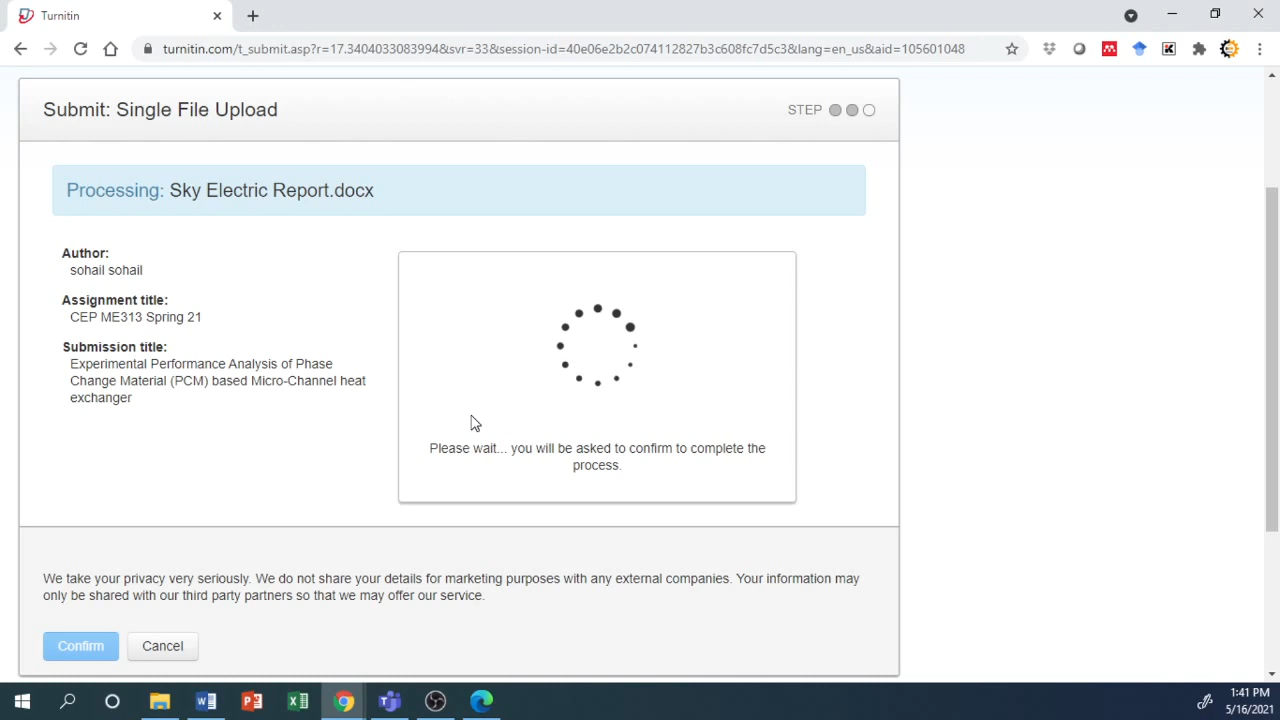 Turnitin
turnitin.com/t_submit.asp?r=17.3404033083994&svr=33&session-id=40e06e2b2c074112827b3c608fc7d5c3&lang=en_us&aid=105601048
Submit: Single File Upload
STEP
Processing: Sky Electric Report.docx
Author:
sohail sohail
Assignment title:
CEP ME313 Spring 21
Submission title:
Experimental Performance Analysis of Phase
Change Material (PCM) based Micro-Channel heat
exchanger
Please wait... you will be asked to confirm to complete the
process.
We take your privacy very seriously. We do not share your details for marketing purposes with any external companies. Your information may
only be shared with our third party partners so that we may offer our service.
Confirm
Cancel
1:41 PM
5/16/2021